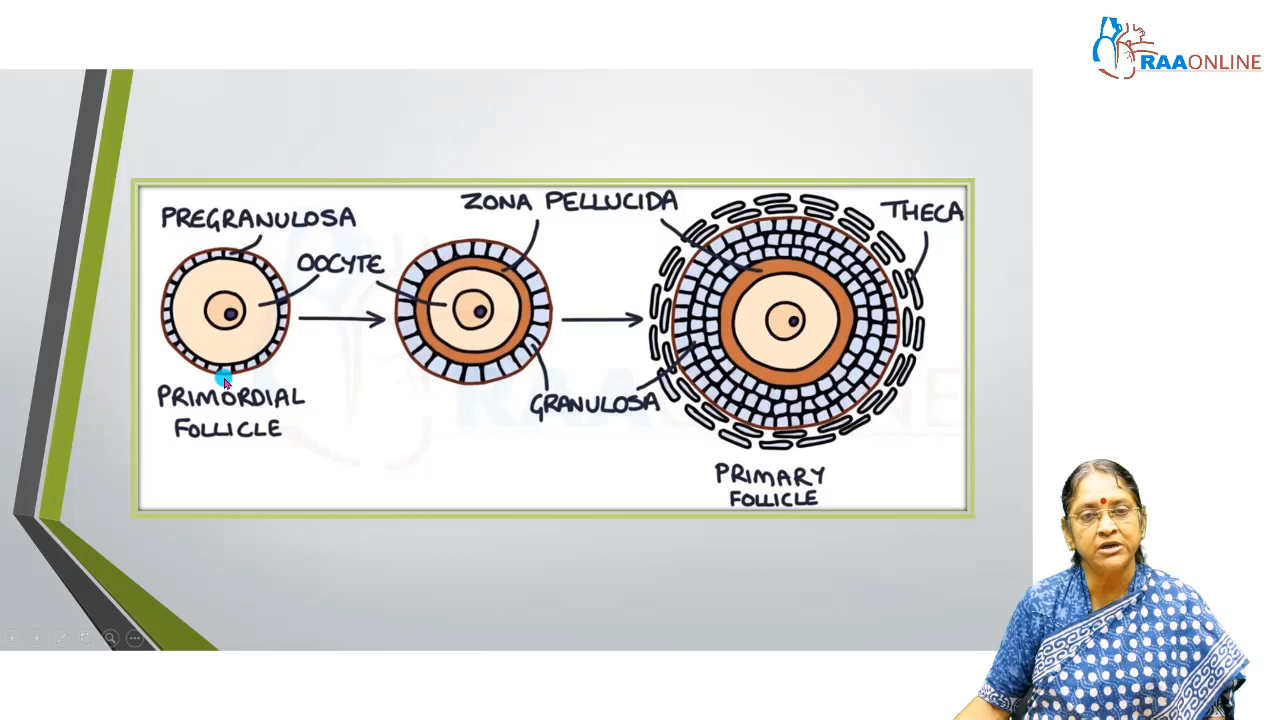 RAAONLINE
ZONA PELLUCIDA
THECA
PREGRANULOSA
OOCYTE
PRIMORDIAL
FOLLICLE
GRANULOSA
PRIMARY
FOLLICLE